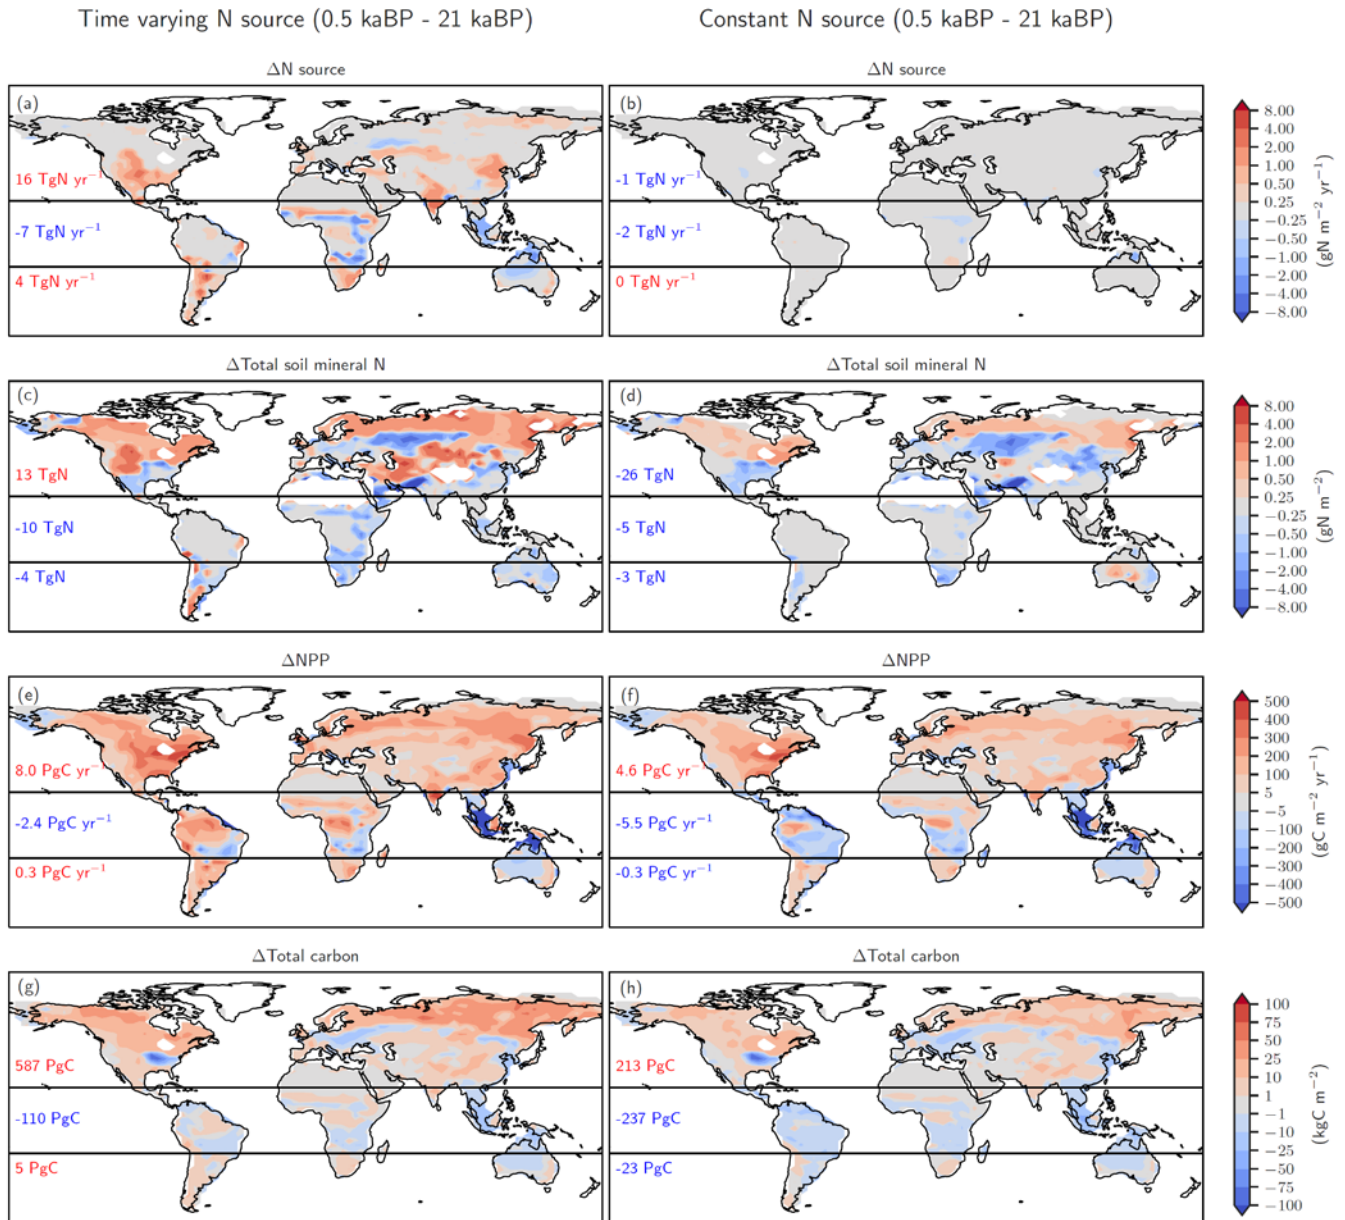 Time varying N source (0.5 kaBP - 21 kaBP) Constant N source (0.5 kaBP - 21 kaBP)
ΔN source ΔN source
(a) (b)
16 TgN yr⁻¹ -1 TgN yr⁻¹
-7 TgN yr⁻¹ -2 TgN yr⁻¹
4 TgN yr⁻¹ 0 TgN yr⁻¹
8.00
4.00
2.00
1.00
0.50
0.25
−0.25
−0.50
−1.00
−2.00
−4.00
−8.00
(gN m⁻² yr⁻¹)
ΔTotal soil mineral N ΔTotal soil mineral N
(c) (d)
13 TgN -26 TgN
-10 TgN -5 TgN
-4 TgN -3 TgN
8.00
4.00
2.00
1.00
0.50
0.25
−0.25
−0.50
−1.00
−2.00
−4.00
−8.00
(gN m⁻²)
ΔNPP ΔNPP
(e) (f)
8.0 PgC yr⁻¹ 4.6 PgC yr⁻¹
-2.4 PgC yr⁻¹ -5.5 PgC yr⁻¹
0.3 PgC yr⁻¹ -0.3 PgC yr⁻¹
500
400
300
200
100
5
−5
−100
−200
−300
−400
−500
(gC m⁻² yr⁻¹)
ΔTotal carbon ΔTotal carbon
(g) (h)
587 PgC 213 PgC
-110 PgC -237 PgC
5 PgC -23 PgC
100
75
50
25
10
1
−1
−10
−25
−50
−75
−100
(kgC m⁻²)